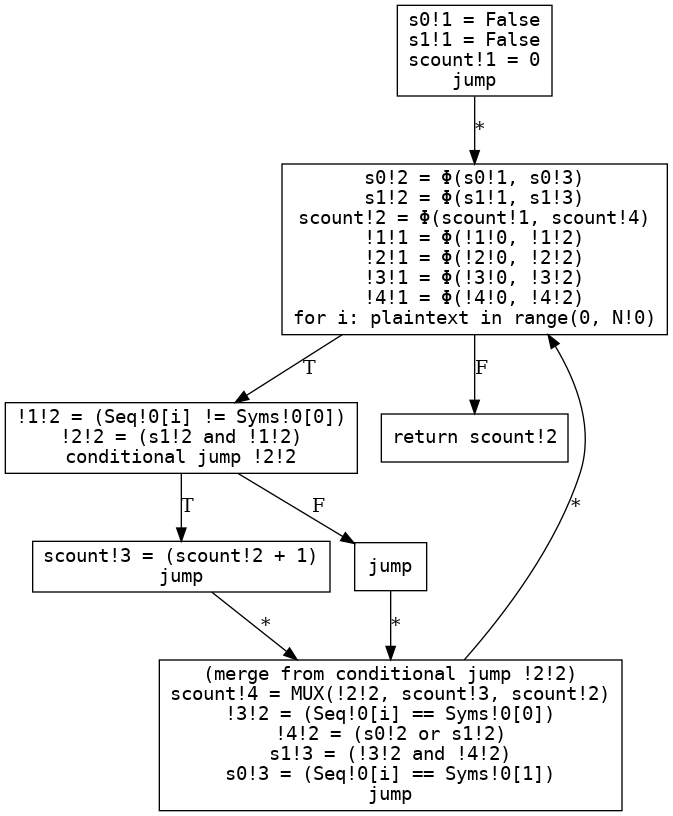 s0!1 = False
s1!1 = False
scount!1 = 0
jump
*
s0!2 = Φ(s0!1, s0!3)
s1!2 = Φ(s1!1, s1!3)
scount!2 = Φ(scount!1, scount!4)
!1!1 = Φ(!1!0, !1!2)
!2!1 = Φ(!2!0, !2!2)
!3!1 = Φ(!3!0, !3!2)
!4!1 = Φ(!4!0, !4!2)
for i: plaintext in range(0, N!0)
T
F
!1!2 = (Seq!0[i] != Syms!0[0])
!2!2 = (s1!2 and !1!2)
conditional jump !2!2
return scount!2
T
F
*
scount!3 = (scount!2 + 1)
jump
jump
*
*
(merge from conditional jump !2!2)
scount!4 = MUX(!2!2, scount!3, scount!2)
!3!2 = (Seq!0[i] == Syms!0[0])
!4!2 = (s0!2 or s1!2)
s1!3 = (!3!2 and !4!2)
s0!3 = (Seq!0[i] == Syms!0[1])
jump